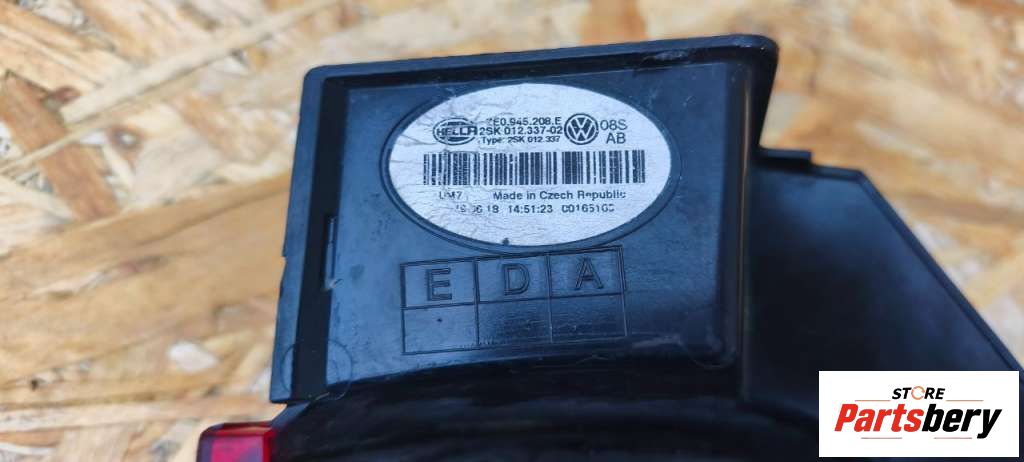 HELLA
E0.945.208.E
2SK 012.337-02
Type: 2SK 012.337
08S
AB
Made in Czech Republic
14:51:23
E D A
STORE
Partsbery